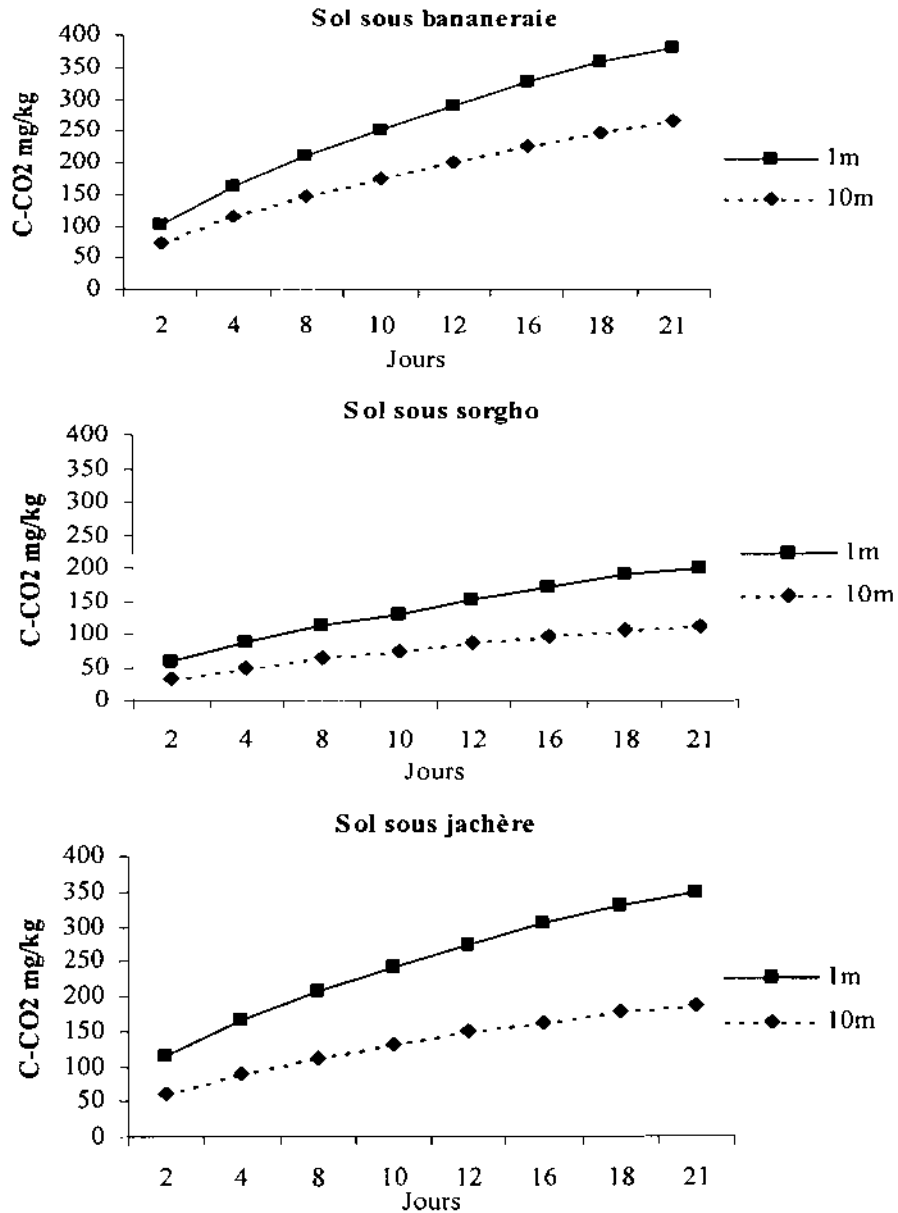 Sol sous bananeraie
C-CO2 mg/kg
400
350
300
250
200
150
100
50
0
2 4 8 10 12 16 18 21
Jours
1m
10m
Sol sous sorgho
C-CO2 mg/kg
400
350
300
250
200
150
100
50
0
2 4 8 10 12 16 18 21
Jours
1m
10m
Sol sous jachère
C-CO2 mg/kg
400
350
300
250
200
150
100
50
0
2 4 8 10 12 16 18 21
Jours
1m
10m